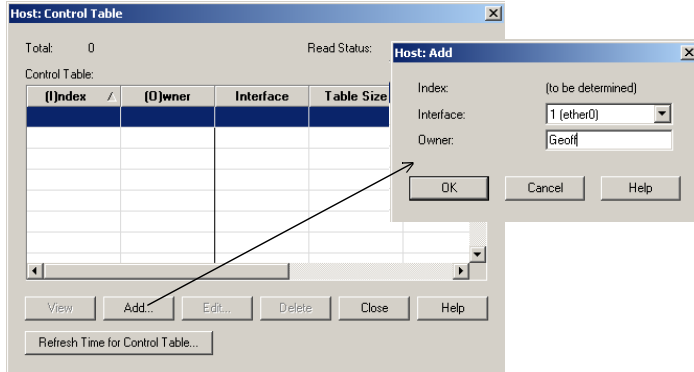 Host: Control Table
Total: 0 Read Status:
Control Table:
(I)ndex (O)wner Interface Table Size
View Add... Edit... Delete Close Help
Refresh Time for Control Table...
Host: Add
Index: (to be determined)
Interface: 1 (ether0)
Owner: Geoff
OK Cancel Help